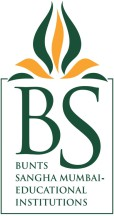 BS
BUNTS
SANGHA MUMBAI-
EDUCATIONAL
INSTITUTIONS